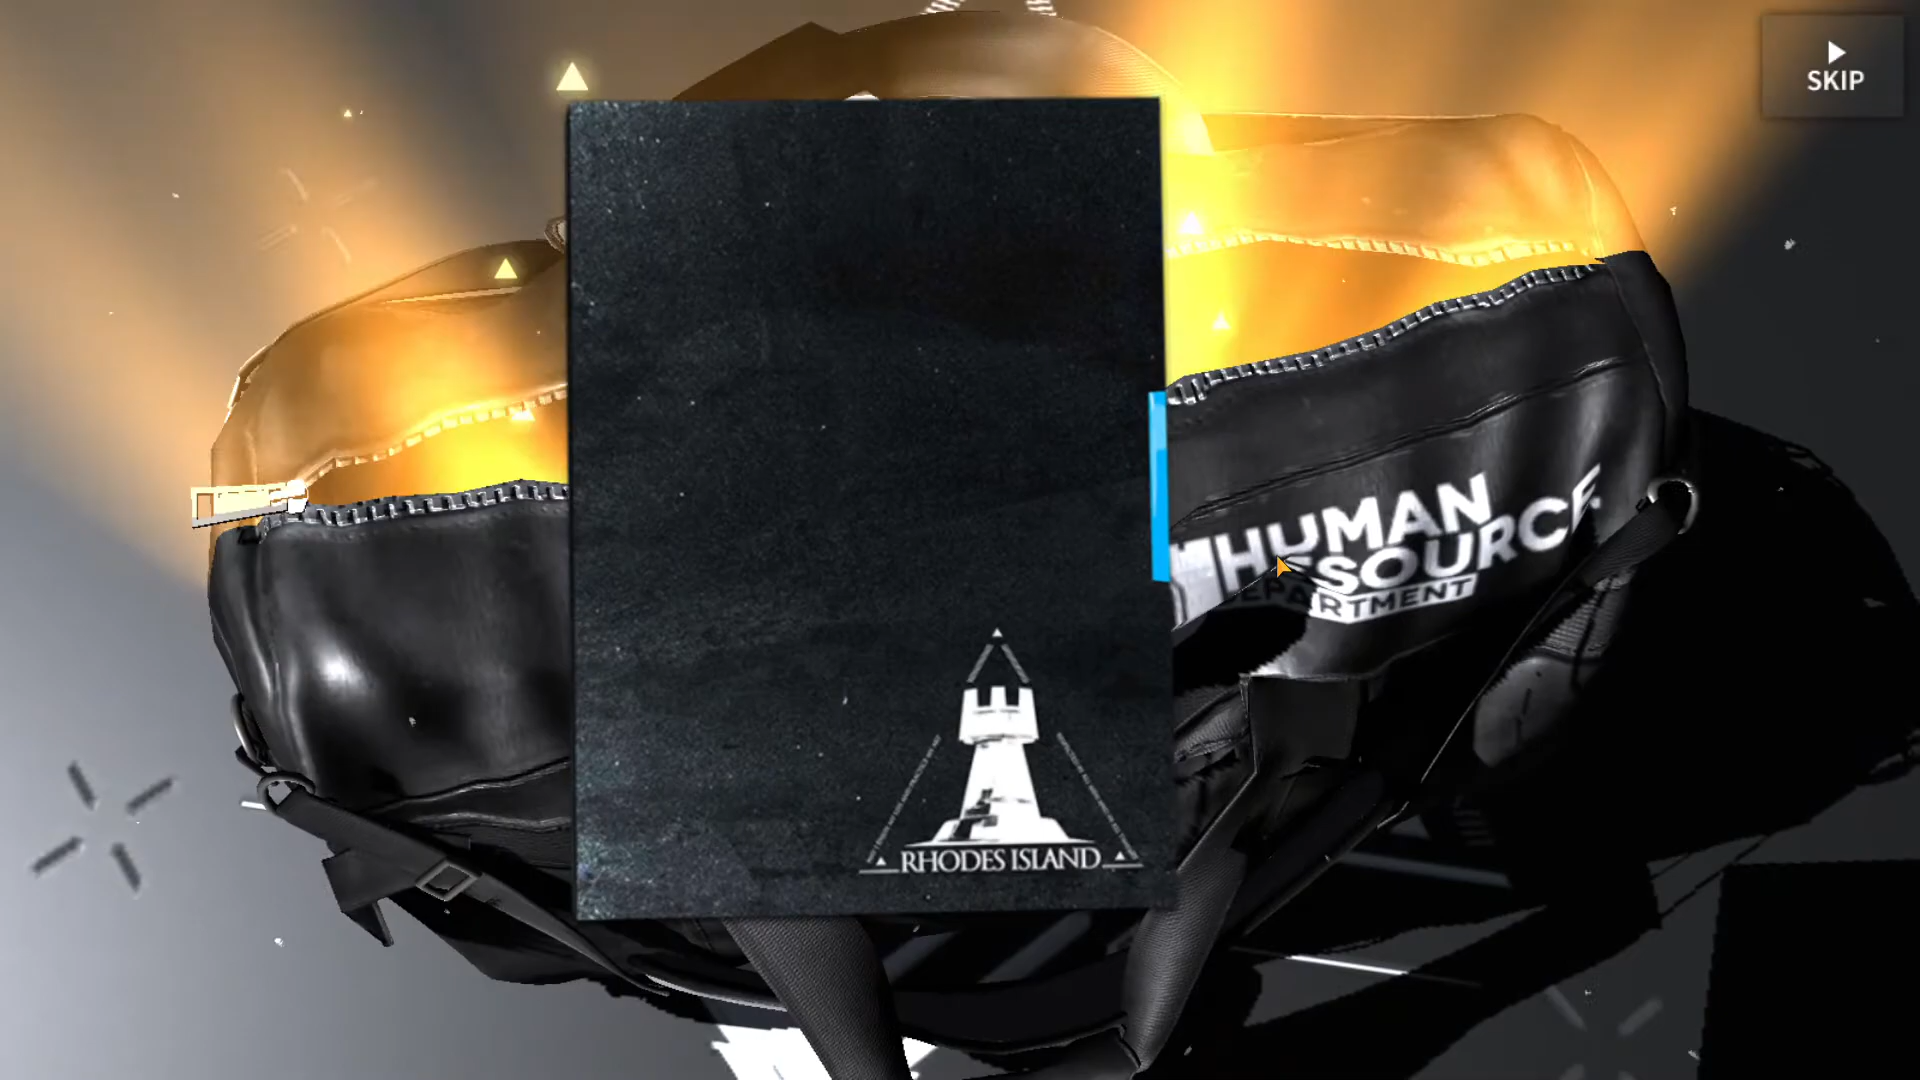 SKIP
HUMAN
RESOURCE
DEPARTMENT
RHODES ISLAND